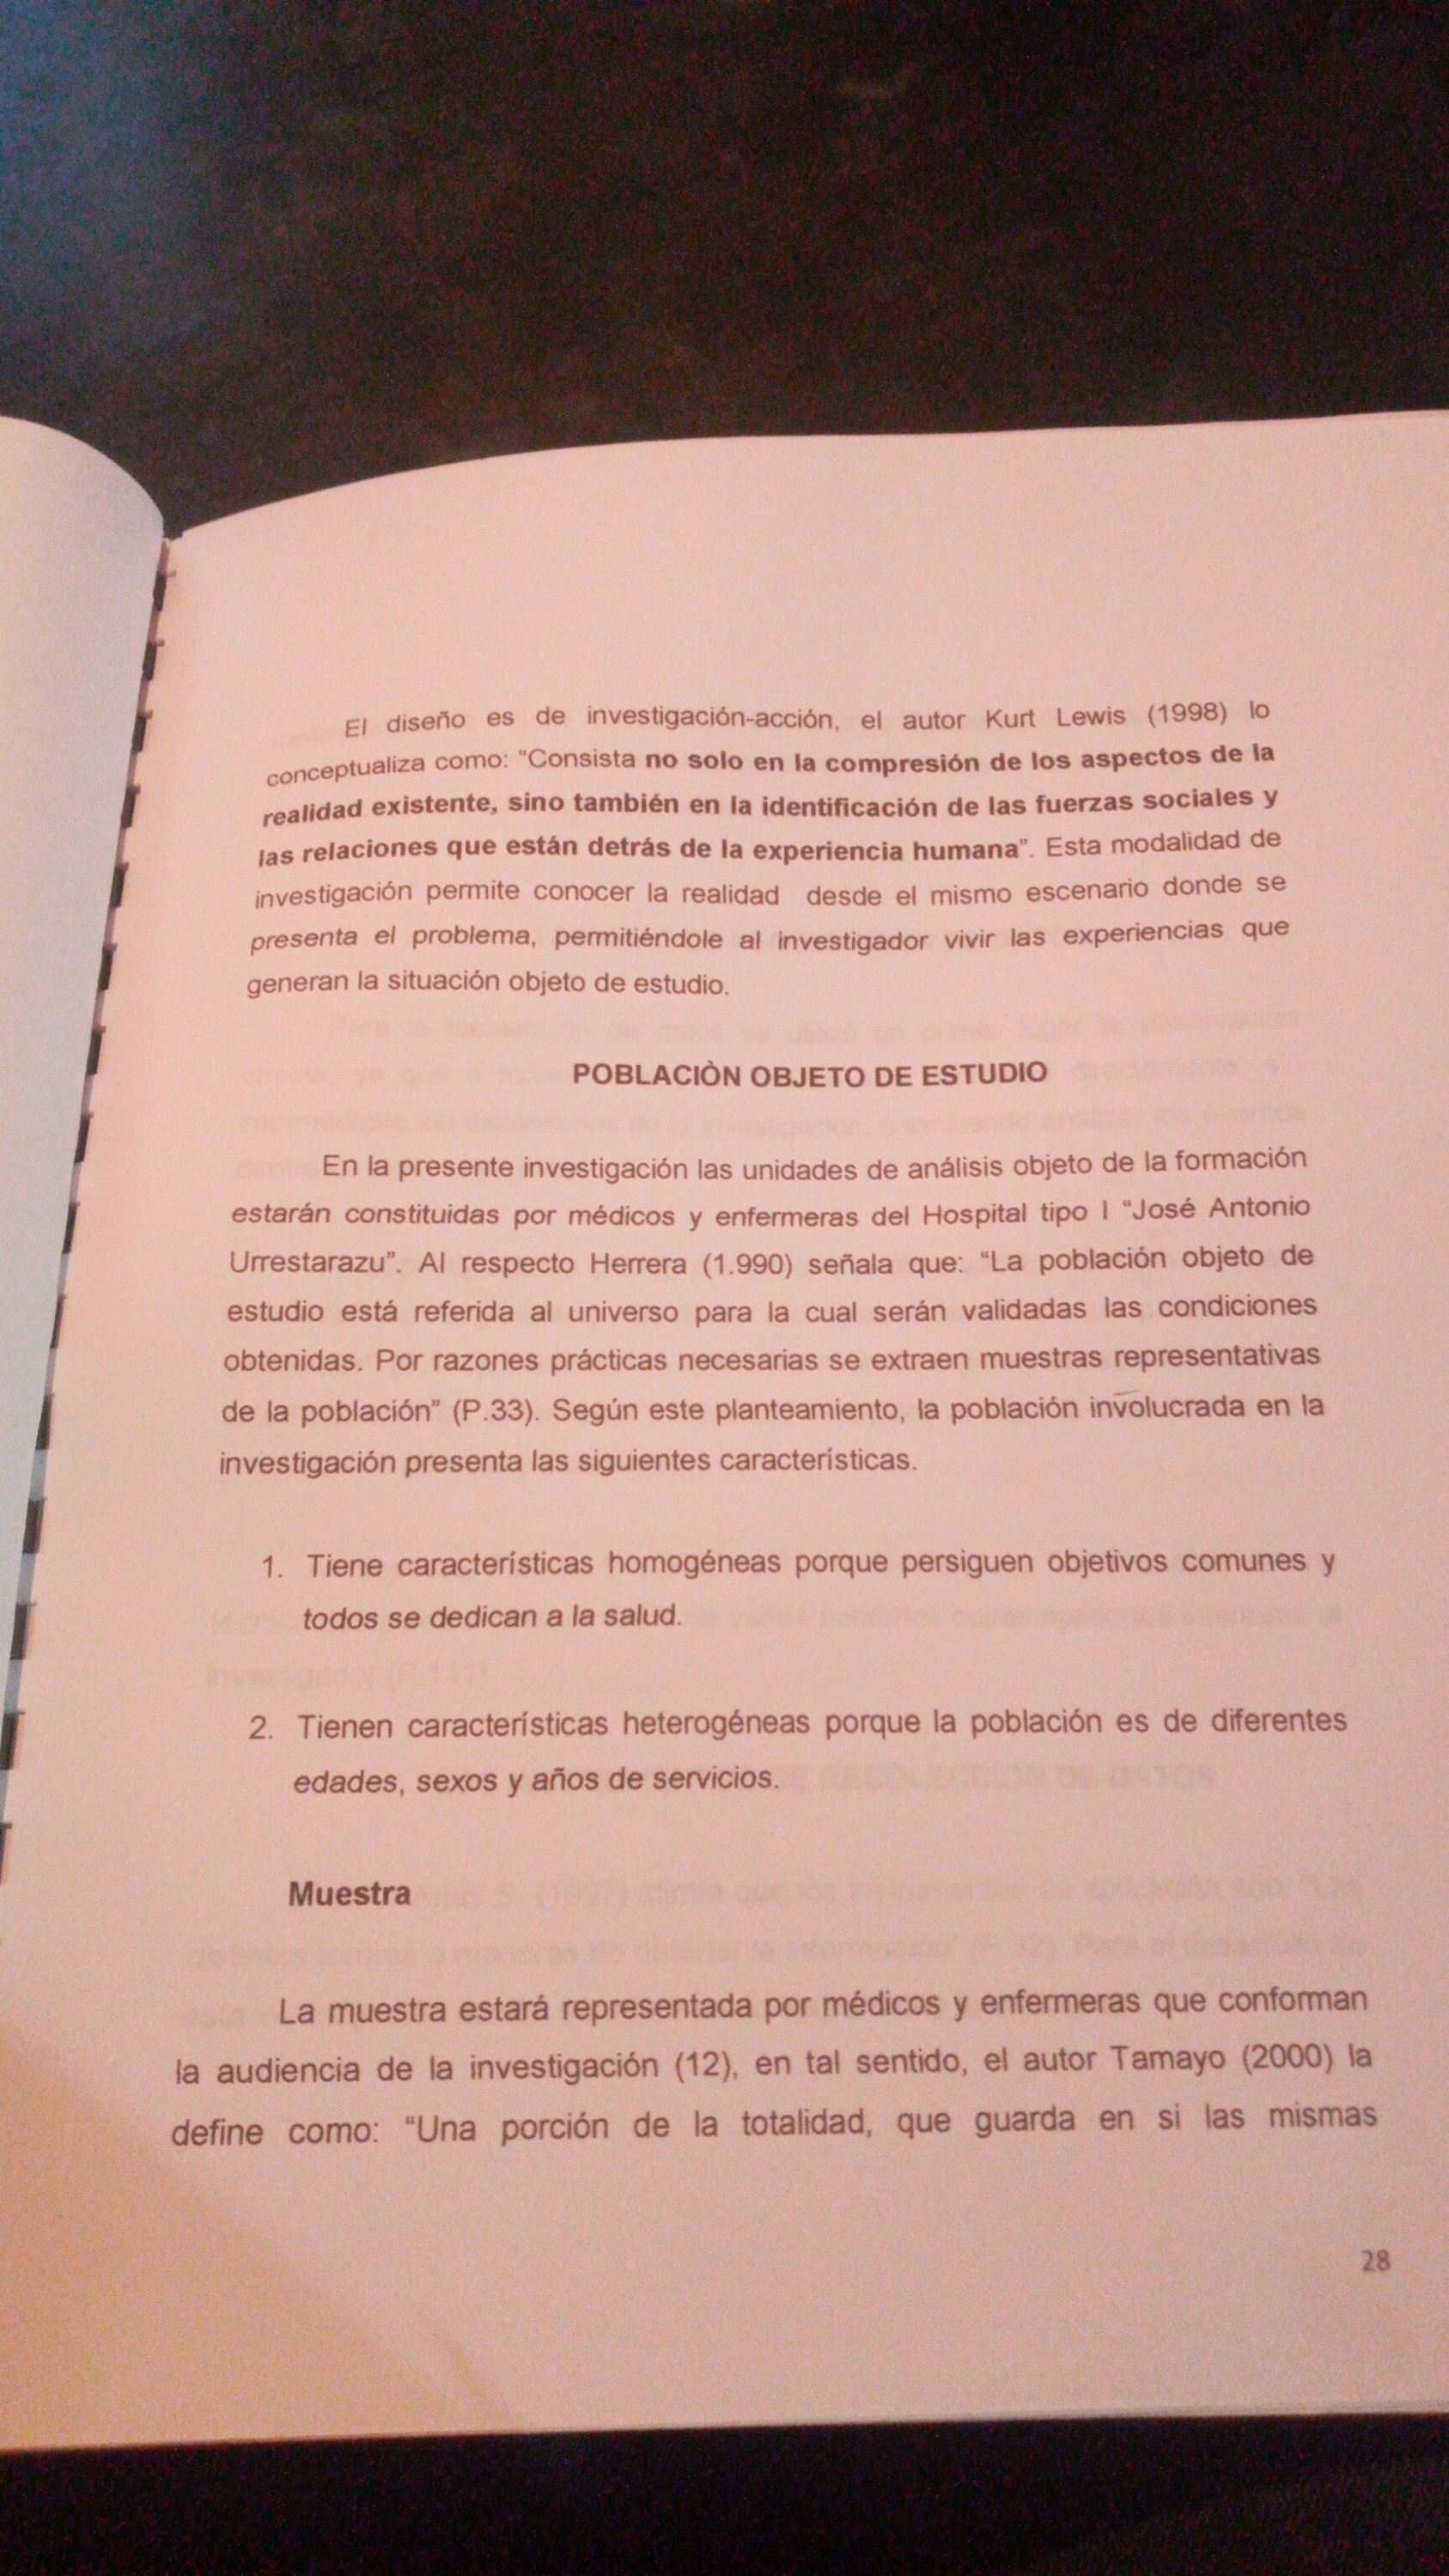 El diseño es de investigación-acción, el autor Kurt Lewis (1998) lo
conceptualiza como: “Consista no solo en la compresión de los aspectos de la
realidad existente, sino también en la identificación de las fuerzas sociales y
las relaciones que están detrás de la experiencia humana”. Esta modalidad de
investigación permite conocer la realidad desde el mismo escenario donde se
presenta el problema, permitiéndole al investigador vivir las experiencias que
generan la situación objeto de estudio.
POBLACIÒN OBJETO DE ESTUDIO
En la presente investigación las unidades de análisis objeto de la formación
estarán constituidas por médicos y enfermeras del Hospital tipo I “José Antonio
Urrestarazu”. Al respecto Herrera (1.990) señala que: “La población objeto de
estudio está referida al universo para la cual serán validadas las condiciones
obtenidas. Por razones prácticas necesarias se extraen muestras representativas
de la población” (P.33). Según este planteamiento, la población involucrada en la
investigación presenta las siguientes características.
1. Tiene características homogéneas porque persiguen objetivos comunes y
todos se dedican a la salud.
2. Tienen características heterogéneas porque la población es de diferentes
edades, sexos y años de servicios.
Muestra
La muestra estará representada por médicos y enfermeras que conforman
la audiencia de la investigación (12), en tal sentido, el autor Tamayo (2000) la
define como: “Una porción de la totalidad, que guarda en si las mismas
28